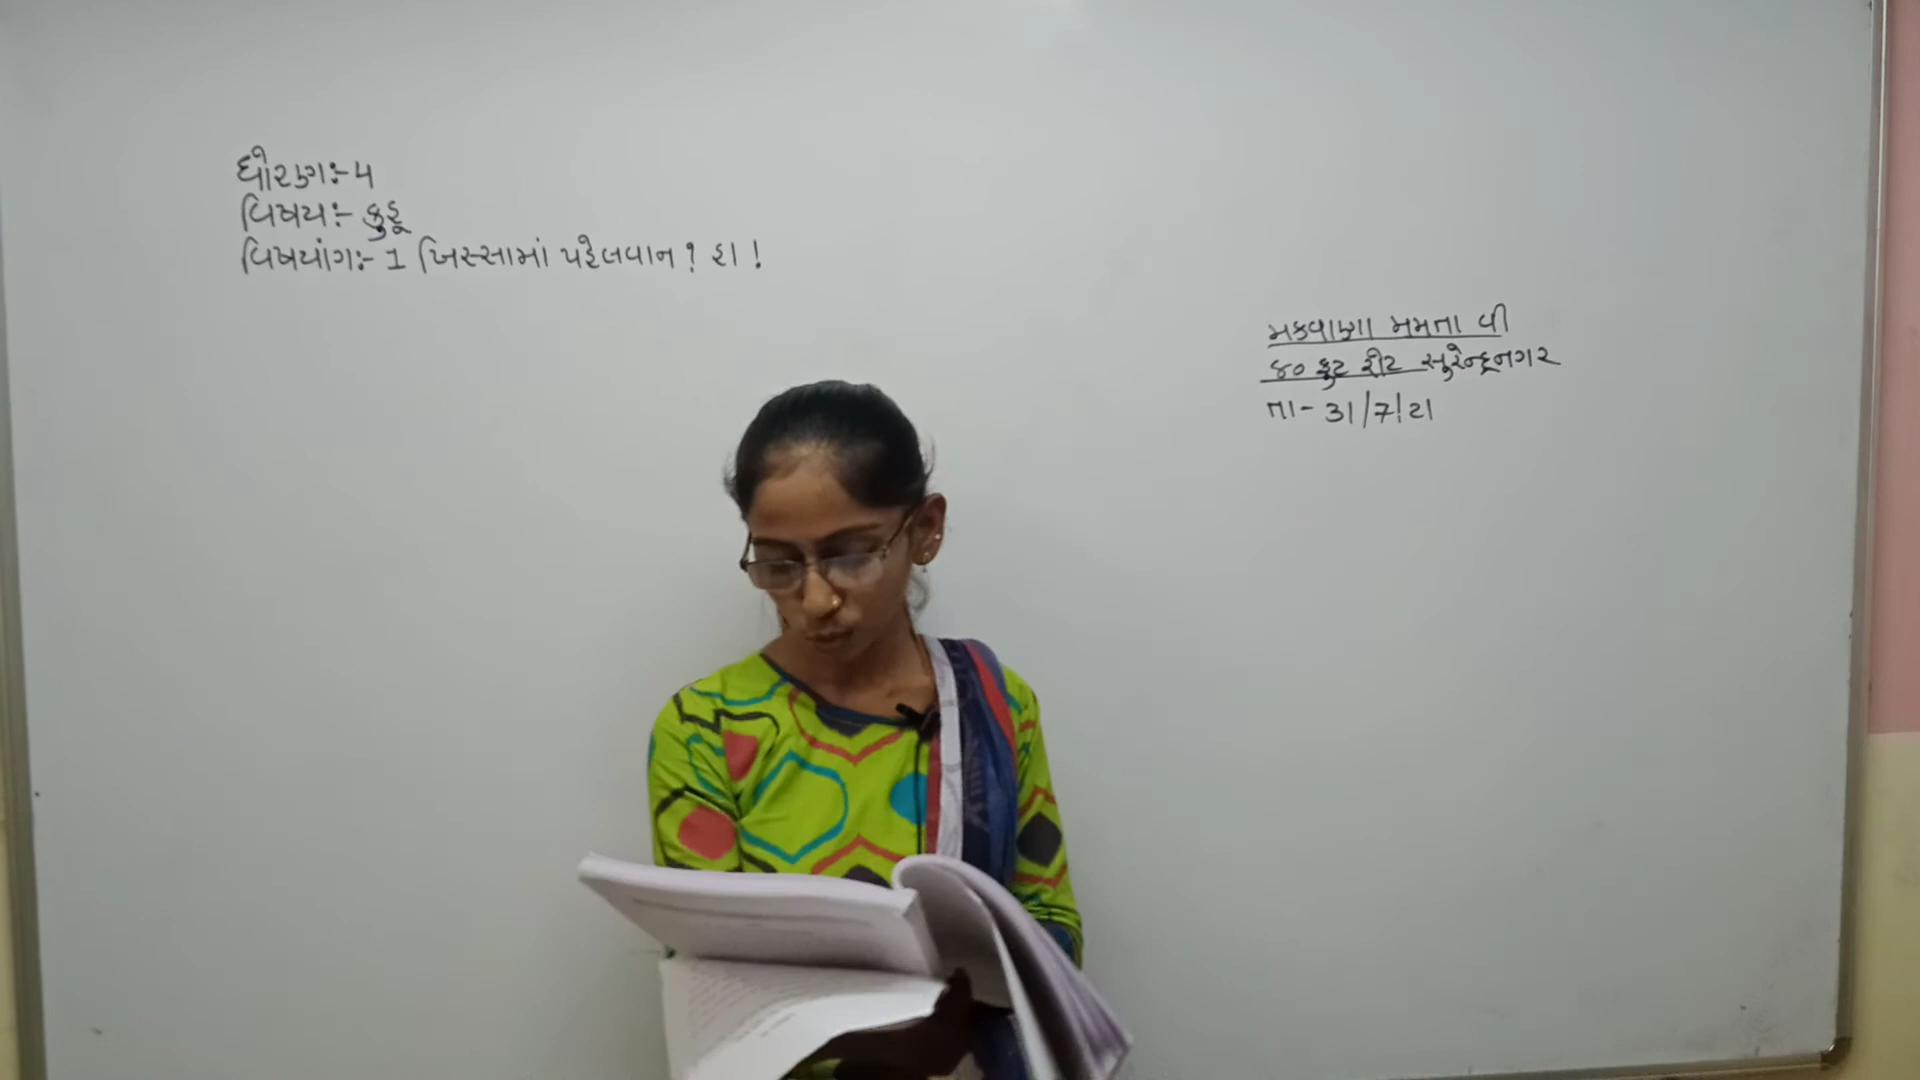 ધોરણ:- ૫
વિષય:- કુહૂ
વિષયાંગ:- 1 ખિસ્સામાં પહેલવાન ? હા !
મકવાણા મમતા વી
૪૦ ફુટ રીટ સુરેન્દ્રનગર
તા - 31/7/21